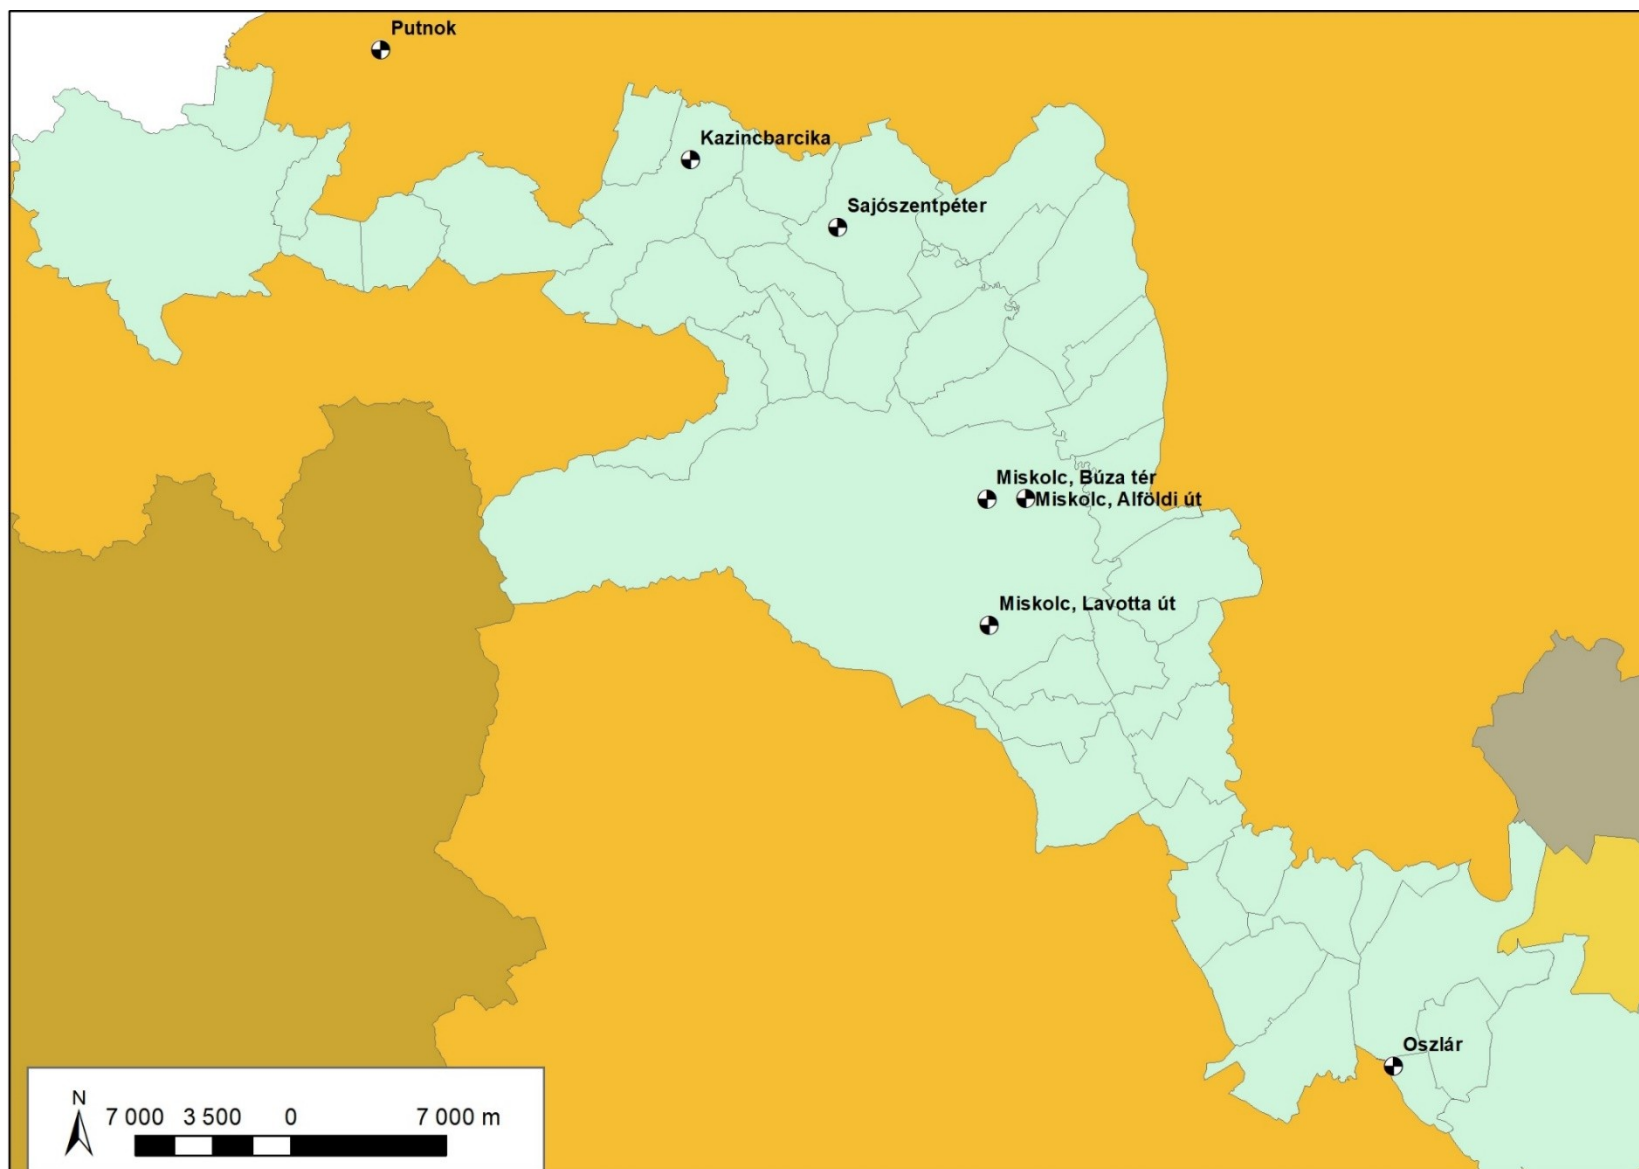 Putnok
Kazincbarcika
Sajószentpéter
Miskolc, Búza tér
Miskolc, Alföldi út
Miskolc, Lavotta út
Oszlár
N
7 000 3 500 0 7 000 m